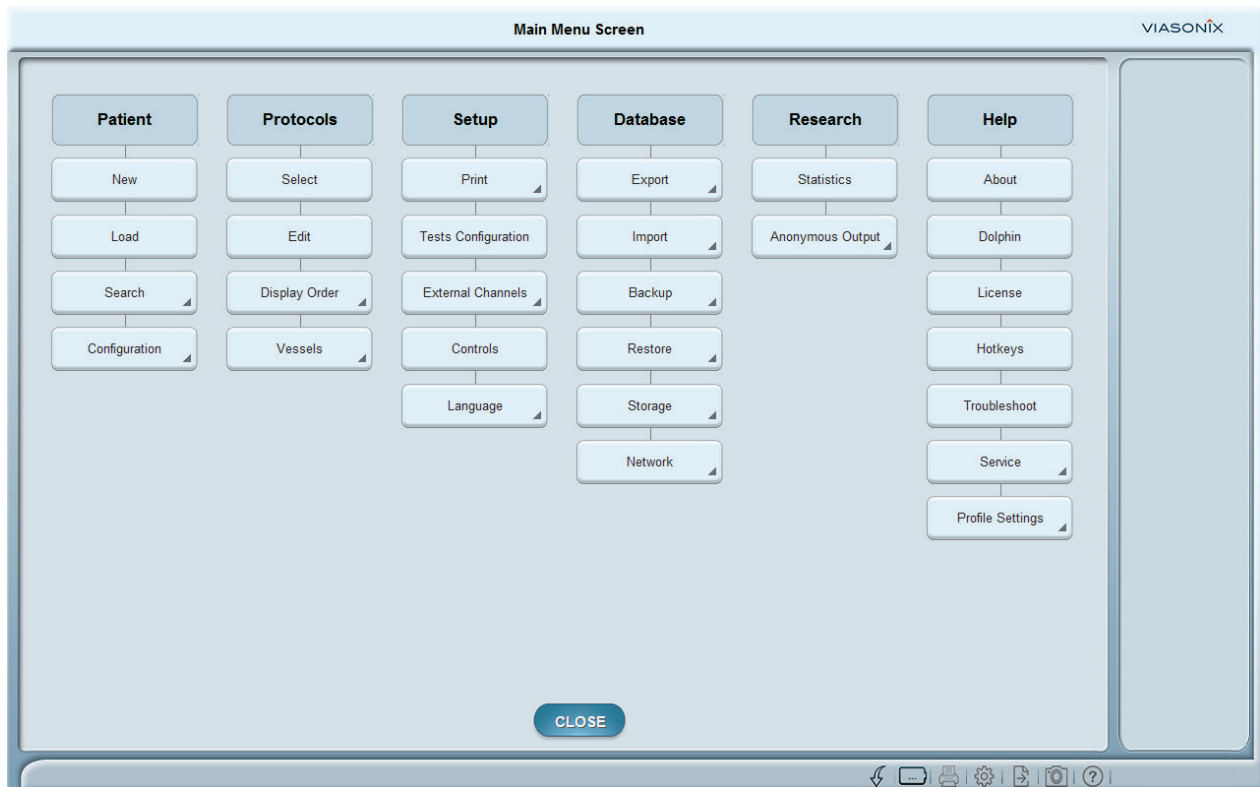 Main Menu Screen
VIASONIX
Patient
Protocols
Setup
Database
Research
Help
New
Select
Print
Export
Statistics
About
Load
Edit
Tests Configuration
Import
Anonymous Output
Dolphin
Search
Display Order
External Channels
Backup
License
Configuration
Vessels
Controls
Restore
Hotkeys
Language
Storage
Troubleshoot
Network
Service
Profile Settings
CLOSE
...
?